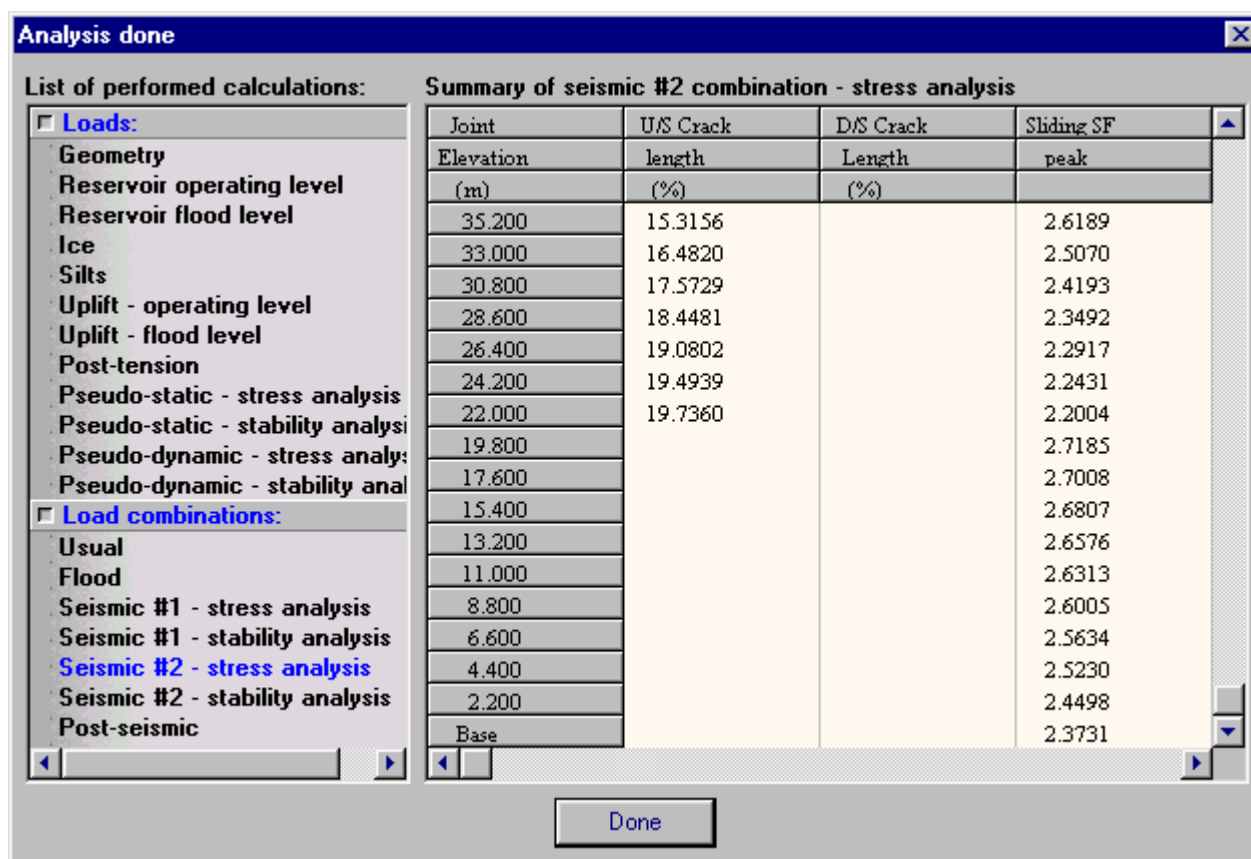 Analysis done
List of performed calculations:
Loads:
Geometry
Reservoir operating level
Reservoir flood level
Ice
Silts
Uplift - operating level
Uplift - flood level
Post-tension
Pseudo-static - stress analysis
Pseudo-static - stability analysi
Pseudo-dynamic - stress analys
Pseudo-dynamic - stability anal
Load combinations:
Usual
Flood
Seismic #1 - stress analysis
Seismic #1 - stability analysis
Seismic #2 - stress analysis
Seismic #2 - stability analysis
Post-seismic
Summary of seismic #2 combination - stress analysis
Joint U/S Crack D/S Crack Sliding SF
Elevation length Length peak
(m) (%) (%)
35.200 15.3156 2.6189
33.000 16.4820 2.5070
30.800 17.5729 2.4193
28.600 18.4481 2.3492
26.400 19.0802 2.2917
24.200 19.4939 2.2431
22.000 19.7360 2.2004
19.800 2.7185
17.600 2.7008
15.400 2.6807
13.200 2.6576
11.000 2.6313
8.800 2.6005
6.600 2.5634
4.400 2.5230
2.200 2.4498
Base 2.3731
Done